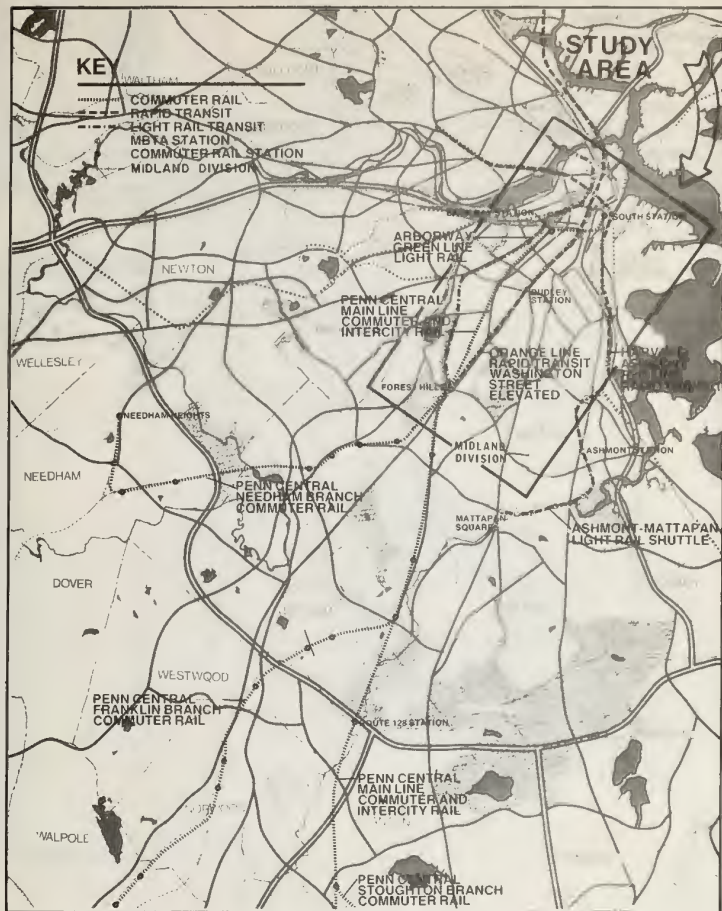 STUDY
AREA
KEY
WALTHAM
COMMUTER RAIL
RAPID TRANSIT
LIGHT RAIL TRANSIT
MBTA STATION
COMMUTER RAIL STATION
MIDLAND DIVISION
STATION
SOUTH STATION
ARBORWAY
GREEN LINE
LIGHT RAIL
NEWTON
DUDLEY
STATION
PENN CENTRAL
MAIN LINE
COMMUTER AND
INTERCITY RAIL
ORANGE LINE
RAPID TRANSIT
WASHINGTON
STREET
ELEVATED
WELLESLEY
FOREST HILLS
NEEDHAM HEIGHTS
MIDLAND
DIVISION
ASHMONT STATION
NEEDHAM
PENN CENTRAL
NEEDHAM BRANCH
COMMUTER RAIL
MATTAPAN
SQUARE
ASHMONT-MATTAPAN
LIGHT RAIL SHUTTLE
DOVER
WESTWOOD
PENN CENTRAL
FRANKLIN BRANCH
COMMUTER RAIL
ROUTE 128 STATION
PENN CENTRAL
MAIN LINE
COMMUTER AND
INTERCITY RAIL
WALPOLE
PENN CENTRAL
STOUGHTON BRANCH
COMMUTER RAIL